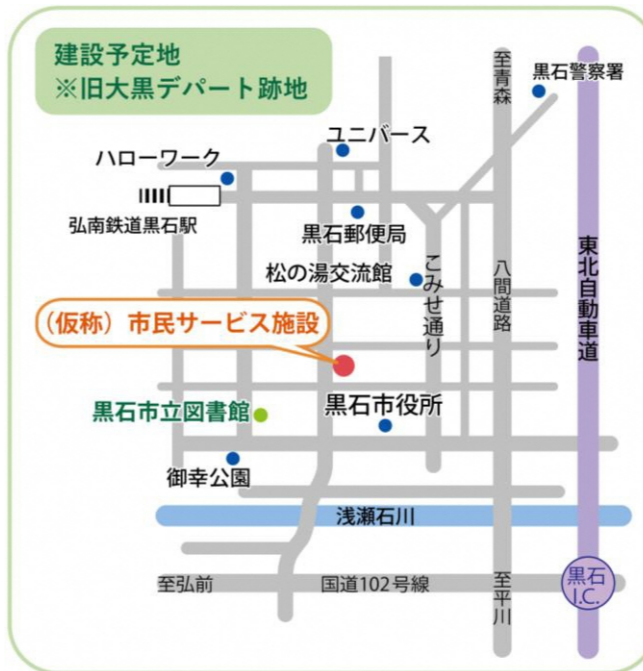 建設予定地
※旧大黒デパート跡地
至青森
黒石警察署
ユニバース
ハローワーク
弘南鉄道黒石駅
黒石郵便局
松の湯交流館
こみせ通り
八間道路
東北自動車道
（仮称）市民サービス施設
黒石市立図書館
黒石市役所
御幸公園
浅瀬石川
至弘前
国道102号線
至平川
黒石
I.C.